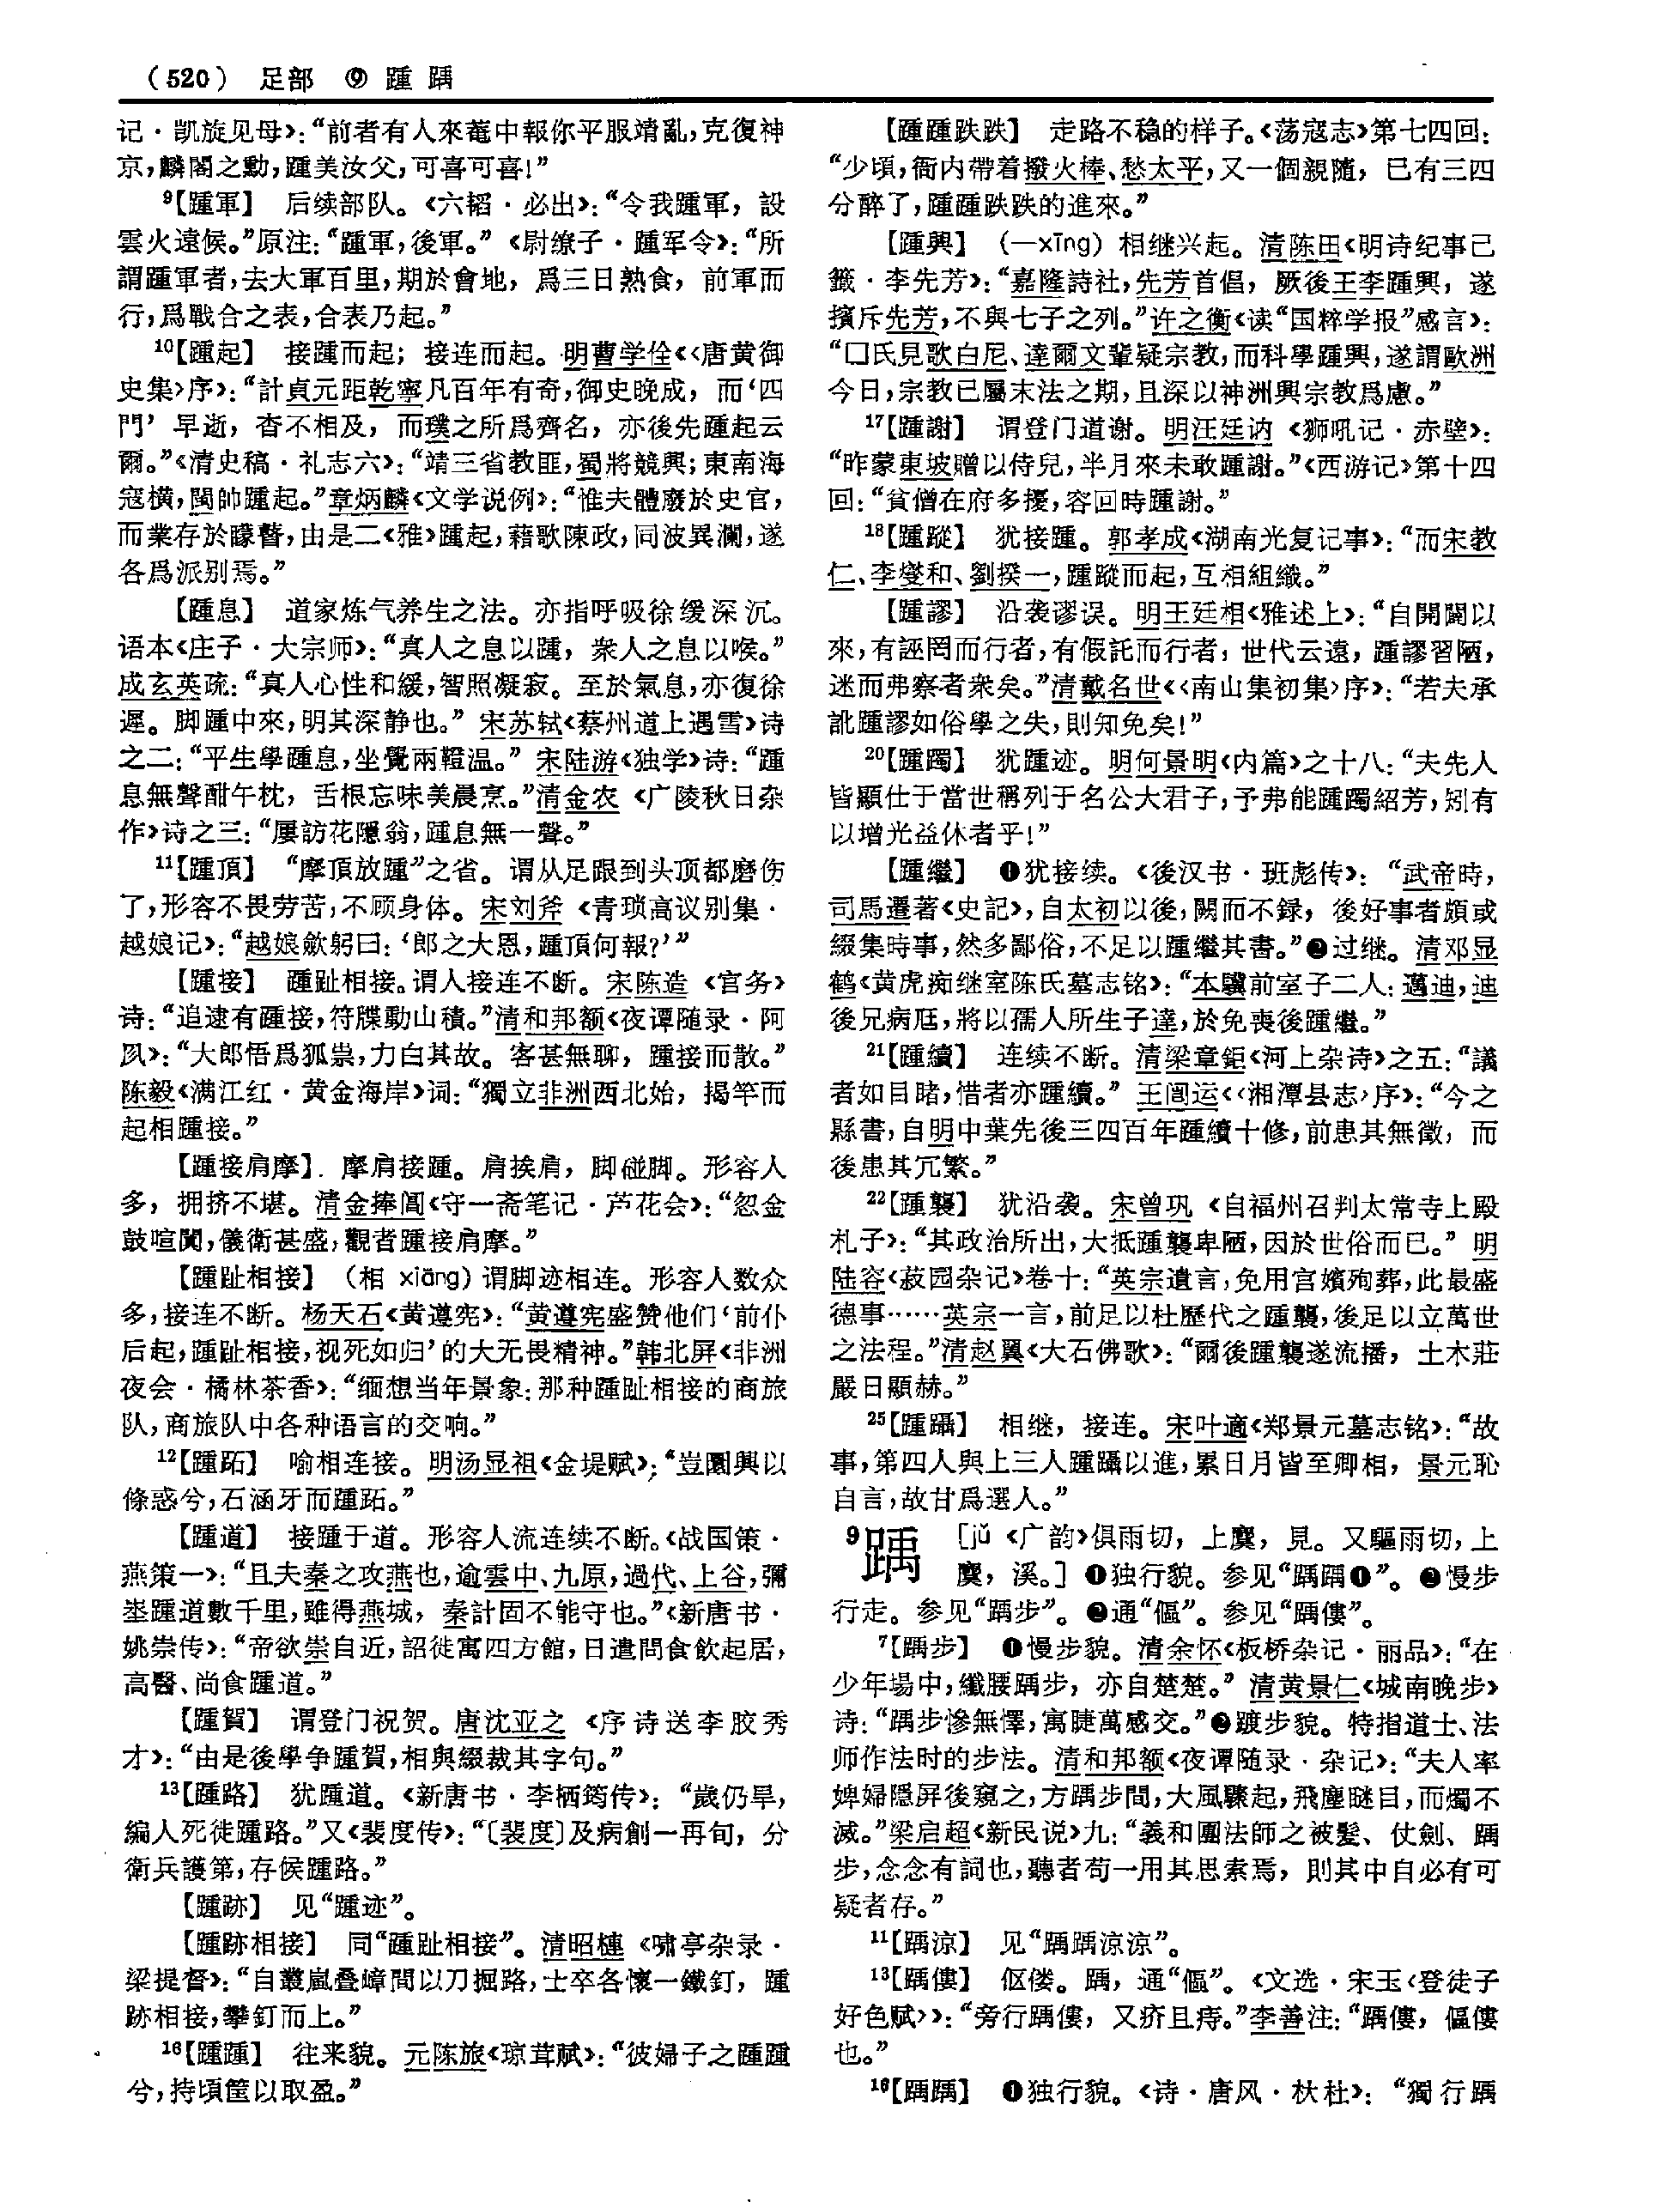 （520） 足部 ⑨ 踵 踽
记·凯旋见母》：“前者有人來菴中報你平服靖亂，克復神
京，麟閣之勳，踵美汝父，可喜可喜！”
⁹【踵軍】 后续部队。《六韬·必出》：“令我踵軍，設
雲火遠候。”原注：“踵軍，後軍。”《尉缭子·踵军令》：“所
謂踵軍者，去大軍百里，期於會地，爲三日熟食，前軍而
行，爲戰合之表，合表乃起。”
¹⁰【踵起】 接踵而起；接连而起。明曹学佺《〈唐黄御
史集〉序》：“計貞元距乾寧凡百年有奇，御史晚成，而‘四
門’早逝，杳不相及，而璞之所爲齊名，亦後先踵起云
爾。”《清史稿·礼志六》：“靖三省教匪，蜀將競興；東南海
寇横，閩帥踵起。”章炳麟《文学说例》：“惟夫體廢於史官，
而業存於矇瞽，由是二《雅》踵起，藉歌陳政，同波異瀾，遂
各爲派别焉。”
【踵息】 道家炼气养生之法。亦指呼吸徐缓深沉。
语本《庄子·大宗师》：“真人之息以踵，衆人之息以喉。”
成玄英疏：“真人心性和緩，智照凝寂。至於氣息，亦復徐
遲。脚踵中來，明其深静也。”宋苏轼《蔡州道上遇雪》诗
之二：“平生學踵息，坐覺兩鐙温。”宋陆游《独学》诗：“踵
息無聲酣午枕，舌根忘味美晨烹。”清金农《广陵秋日杂
作》诗之三：“屢訪花隱翁，踵息無一聲。”
¹¹【踵頂】 “摩頂放踵”之省。谓从足跟到头顶都磨伤
了，形容不畏劳苦，不顾身体。宋刘斧《青琐高议别集·
越娘记》：“越娘歛躬曰：‘郎之大恩，踵頂何報？’”
【踵接】 踵趾相接。谓人接连不断。宋陈造《官务》
诗：“追逮有踵接，符牒動山積。”清和邦额《夜谭随录·阿
凤》：“大郎悟爲狐祟，力白其故。客甚無聊，踵接而散。”
陈毅《满江红·黄金海岸》词：“獨立非洲西北始，揭竿而
起相踵接。”
【踵接肩摩】 摩肩接踵。肩挨肩，脚碰脚。形容人
多，拥挤不堪。清金捧阊《守一斋笔记·芦花会》：“忽金
鼓喧闐，儀衛甚盛，觀者踵接肩摩。”
【踵趾相接】 （相 xiāng）谓脚迹相连。形容人数众
多，接连不断。杨天石《黄遵宪》：“黄遵宪盛赞他们‘前仆
后起，踵趾相接，视死如归’的大无畏精神。”韩北屏《非洲
夜会·橘林茶香》：“缅想当年景象：那种踵趾相接的商旅
队，商旅队中各种语言的交响。”
¹²【踵跖】 喻相连接。明汤显祖《金堤赋》：“豈圜興以
條惑兮，石涵牙而踵跖。”
【踵道】 接踵于道。形容人流连续不断。《战国策·
燕策一》：“且夫秦之攻燕也，逾雲中、九原，過代、上谷，彌
埊踵道數千里，雖得燕城，秦計固不能守也。”《新唐书·
姚崇传》：“帝欲崇自近，詔徙寓四方館，日遣問食飲起居，
高醫、尚食踵道。”
【踵賀】 谓登门祝贺。唐沈亚之《序诗送李胶秀
才》：“由是後學争踵賀，相與綴裁其字句。”
¹³【踵路】 犹踵道。《新唐书·李栖筠传》：“歲仍旱，
编人死徙踵路。”又《裴度传》：“〔裴度〕及病創一再旬，分
衛兵護第，存侯踵路。”
【踵跡】 见“踵迹”。
【踵跡相接】 同“踵趾相接”。清昭槤《啸亭杂录·
梁提督》：“自叢嵐叠嶂間以刀掘路，士卒各懷一鐵釘，踵
跡相接，攀釘而上。”
¹⁶【踵踵】 往来貌。元陈旅《琼茸赋》：“彼婦子之踵踵
兮，持頃筐以取盈。”
【踵踵跌跌】 走路不稳的样子。《荡寇志》第七四回：
“少頃，衙内帶着撥火棒、愁太平，又一個親隨，已有三四
分醉了，踵踵跌跌的進來。”
【踵興】 （—xīng）相继兴起。清陈田《明诗纪事己
籤·李先芳》：“嘉隆詩社，先芳首倡，厥後王李踵興，遂
擯斥先芳，不與七子之列。”许之衡《读“国粹学报”感言》：
“囗氏見歌白尼、達爾文輩疑宗教，而科學踵興，遂謂歐洲
今日，宗教已屬末法之期，且深以神洲興宗教爲慮。”
¹⁷【踵謝】 谓登门道谢。明汪廷讷《狮吼记·赤壁》：
“昨蒙東坡贈以侍兒，半月來未敢踵謝。”《西游记》第十四
回：“貧僧在府多擾，容回時踵謝。”
¹⁸【踵蹤】 犹接踵。郭孝成《湖南光复记事》：“而宋教
仁、李燮和、劉揆一，踵蹤而起，互相組織。”
【踵謬】 沿袭谬误。明王廷相《雅述上》：“自開闢以
來，有誣罔而行者，有假託而行者，世代云遠，踵謬習陋，
迷而弗察者衆矣。”清戴名世《〈南山集初集〉序》：“若夫承
訛踵謬如俗學之失，則知免矣！”
²⁰【踵躅】 犹踵迹。明何景明《内篇》之十八：“夫先人
皆顯仕于當世稱列于名公大君子，予弗能踵躅紹芳，矧有
以增光益休者乎！”
【踵繼】 ❶犹接续。《後汉书·班彪传》：“武帝時，
司馬遷著《史記》，自太初以後，闕而不録，後好事者頗或
綴集時事，然多鄙俗，不足以踵繼其書。”❷过继。清邓显
鹤《黄虎痴继室陈氏墓志铭》：“本驥前室子二人：邁迪，迪
後兄病尫，將以孺人所生子達，於免喪後踵繼。”
²¹【踵續】 连续不断。清梁章鉅《河上杂诗》之五：“議
者如目睹，惜者亦踵續。”王闿运《〈湘潭县志〉序》：“今之
縣書，自明中葉先後三四百年踵續十修，前患其無徵，而
後患其冗繁。”
²²【踵襲】 犹沿袭。宋曾巩《自福州召判太常寺上殿
札子》：“其政治所出，大抵踵襲卑陋，因於世俗而已。”明
陆容《菽园杂记》卷十：“英宗遺言，免用宫嬪殉葬，此最盛
德事……英宗一言，前足以杜歷代之踵襲，後足以立萬世
之法程。”清赵翼《大石佛歌》：“爾後踵襲遂流播，土木莊
嚴日顯赫。”
²⁵【踵躡】 相继，接连。宋叶適《郑景元墓志铭》：“故
事，第四人與上三人踵躡以進，累日月皆至卿相，景元恥
自言，故甘爲選人。”
⁹踽 ［jǔ《广韵》俱雨切，上麌，見。又驅雨切，上
麌，溪。］❶独行貌。参见“踽踽❶”。❷慢步
行走。参见“踽步”。❸通“傴”。参见“踽僂”。
⁷【踽步】 ❶慢步貌。清余怀《板桥杂记·丽品》：“在
少年場中，纖腰踽步，亦自楚楚。”清黄景仁《城南晚步》
诗：“踽步慘無懌，寓睫萬感交。”❷踱步貌。特指道士、法
师作法时的步法。清和邦额《夜谭随录·杂记》：“夫人率
婢婦隱屏後窺之，方踽步間，大風驟起，飛塵眯目，而燭不
滅。”梁启超《新民说》九：“義和團法師之被髮、仗劍、踽
步，念念有詞也，聽者苟一用其思索焉，則其中自必有可
疑者存。”
¹¹【踽涼】 见“踽踽涼涼”。
¹³【踽僂】 伛偻。踽，通“傴”。《文选·宋玉〈登徒子
好色赋〉》：“旁行踽僂，又疥且痔。”李善注：“踽僂，傴僂
也。”
¹⁶【踽踽】 ❶独行貌。《诗·唐风·杕杜》：“獨行踽